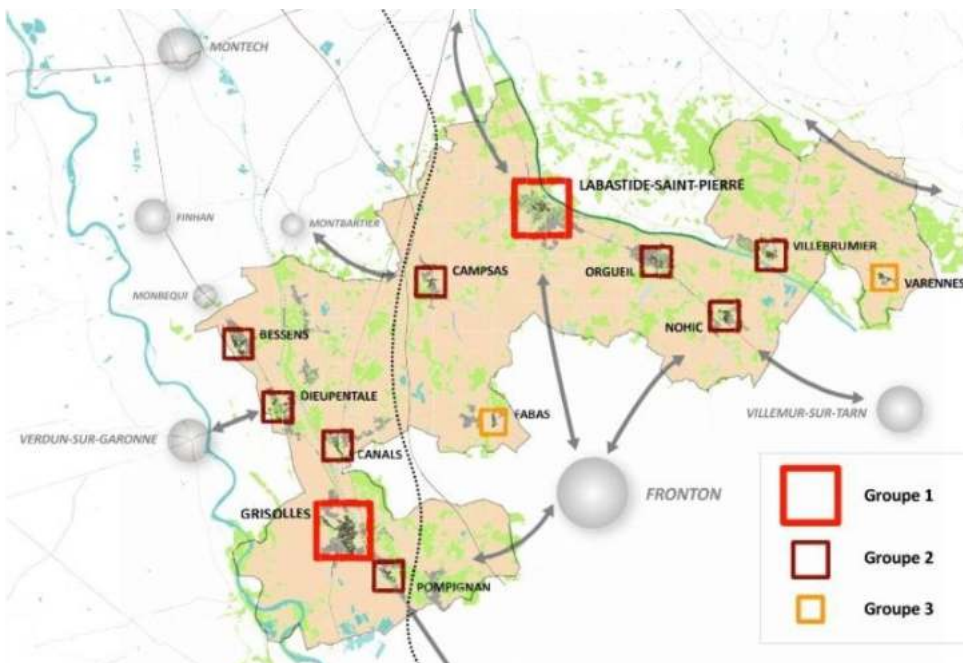 MONTECH
LABASTIDE-SAINT-PIERRE
FINHAN
MONTBARTIER
VILLEBRUMIER
CAMPSAS
ORGUEIL
VARENNES
MONBEQUI
NOHIC
BESSENS
DIEUPENTALE
FABAS
VILLEMUR-SUR-TARN
VERDUN-SUR-GARONNE
CANALS
FRONTON
GRISOLLES
POMPIGNAN
Groupe 1
Groupe 2
Groupe 3